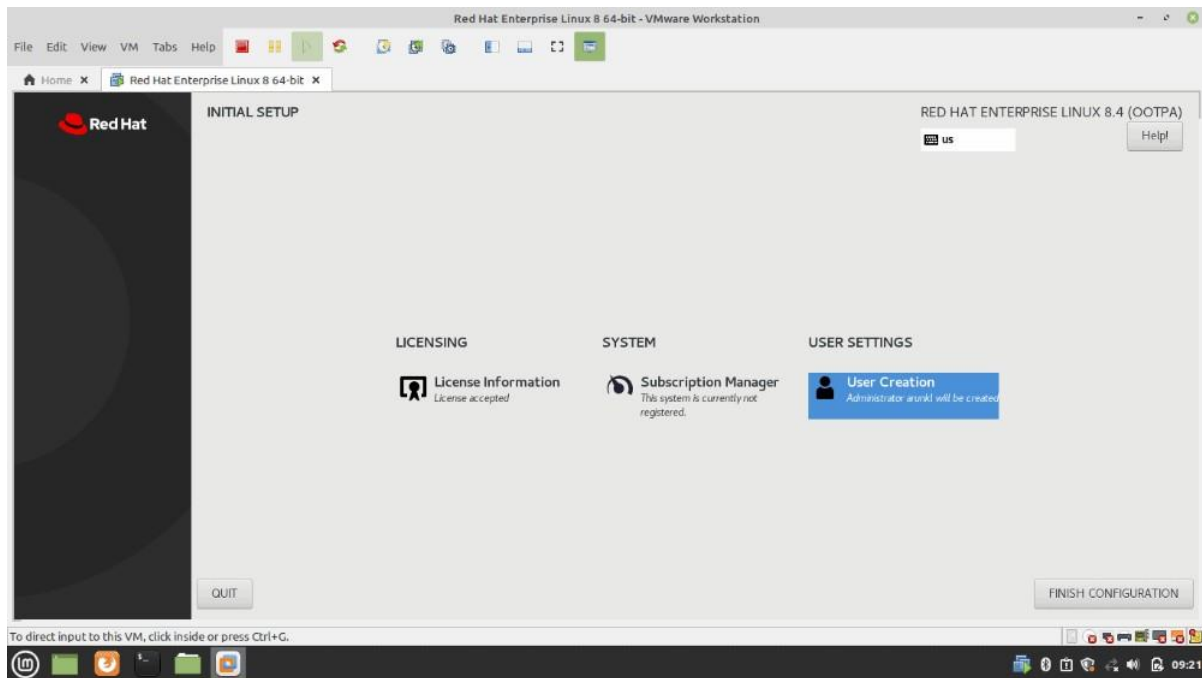 Red Hat Enterprise Linux 8 64-bit - VMware Workstation
File Edit View VM Tabs Help
Home Red Hat Enterprise Linux 8 64-bit
Red Hat
INITIAL SETUP
RED HAT ENTERPRISE LINUX 8.4 (OOTPA)
us
Help!
LICENSING
License Information
License accepted
SYSTEM
Subscription Manager
This system is currently not
registered.
USER SETTINGS
User Creation
Administrator arunkl will be created
QUIT
FINISH CONFIGURATION
To direct input to this VM, click inside or press Ctrl+G.
09:21